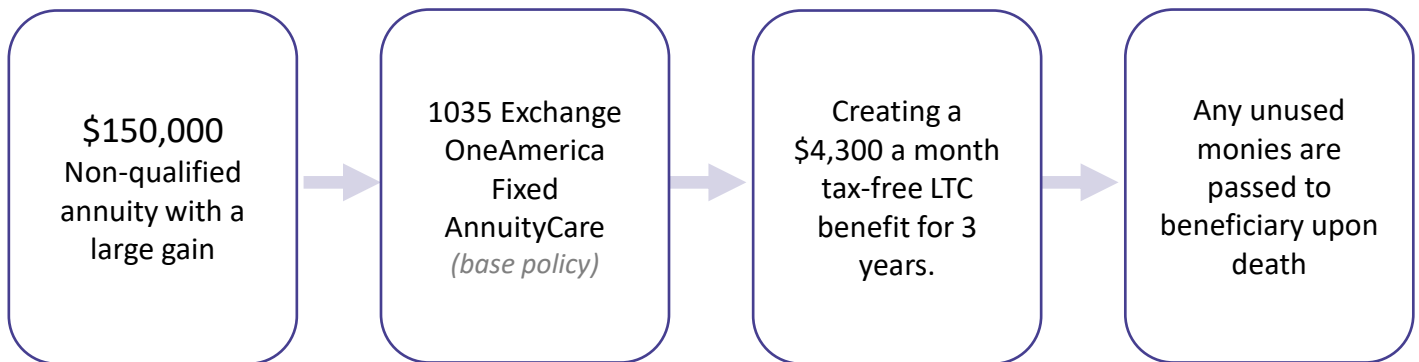 $150,000
Non-qualified
annuity with a
large gain
1035 Exchange
OneAmerica
Fixed
AnnuityCare
(base policy)
Creating a
$4,300 a month
tax-free LTC
benefit for 3
years.
Any unused
monies are
passed to
beneficiary upon
death